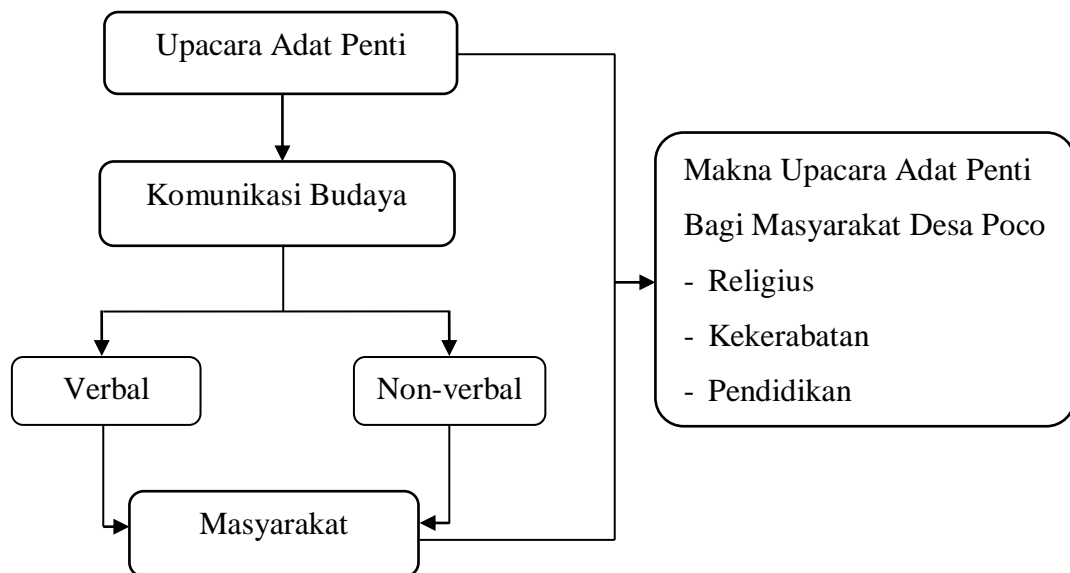 Upacara Adat Penti
Komunikasi Budaya
Verbal
Non-verbal
Masyarakat
Makna Upacara Adat Penti
Bagi Masyarakat Desa Poco
- Religius
- Kekerabatan
- Pendidikan